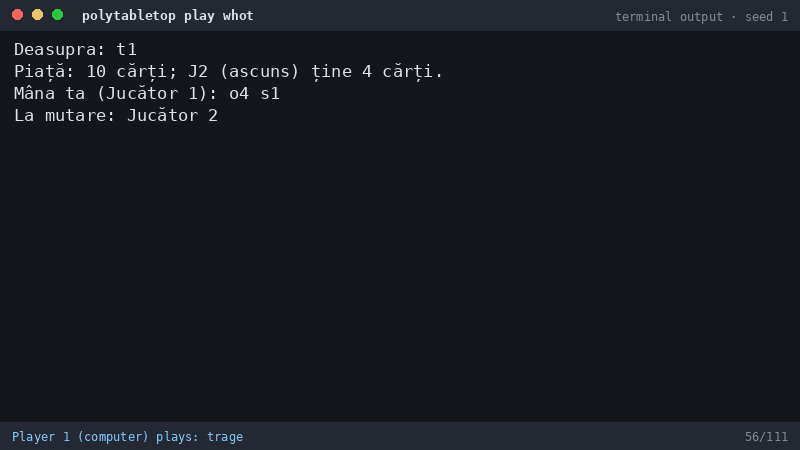 polytabletop play whot
terminal output · seed 1
Deasupra: t1
Piață: 10 cărți; J2 (ascuns) ține 4 cărți.
Mâna ta (Jucător 1): o4 s1
La mutare: Jucător 2
Player 1 (computer) plays: trage
56/111